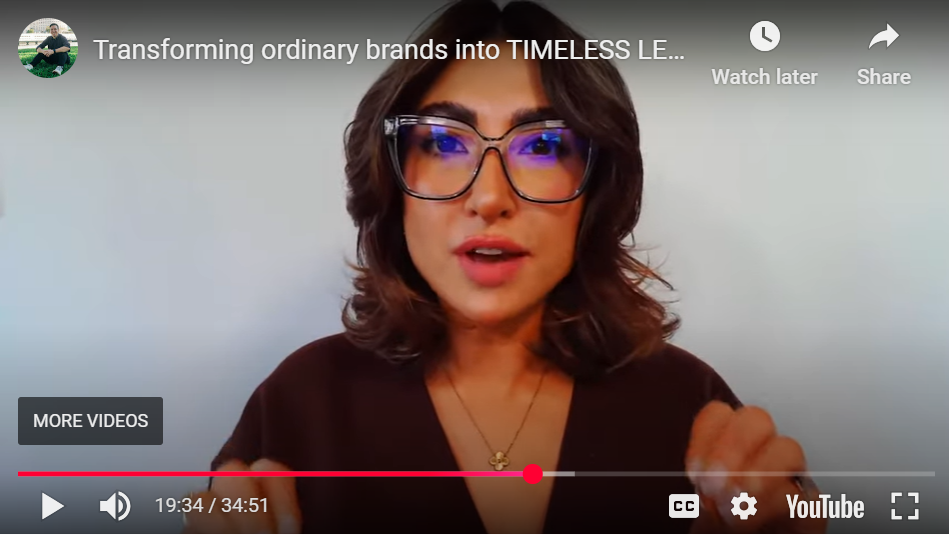 Transforming ordinary brands into TIMELESS LE...
Watch later
Share
MORE VIDEOS
19:34 / 34:51
CC
YouTube